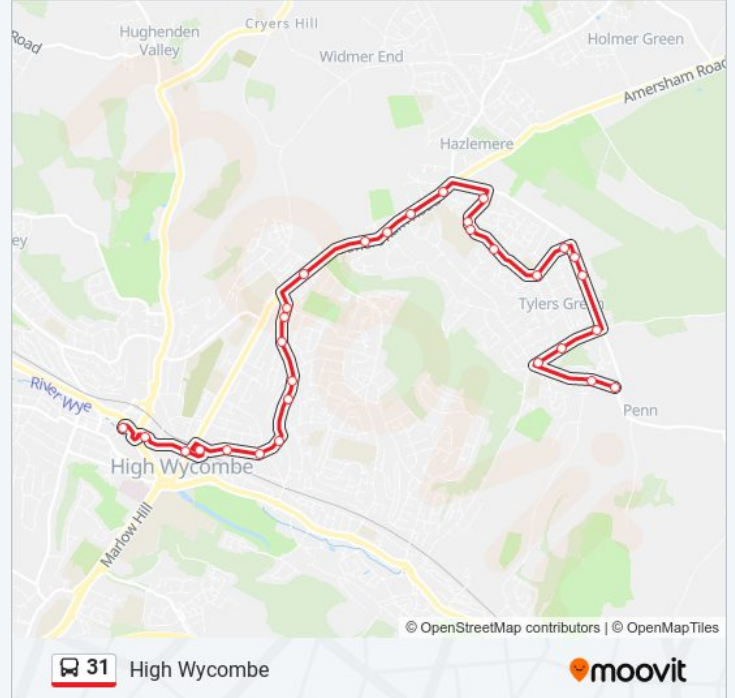 Cryers Hill
Hughenden
Valley
Road
Holmer Green
Widmer End
Amersham Road
Hazlemere
ey
Tylers Green
River Wye
Penn
High Wycombe
Marlow Hill
© OpenStreetMap contributors | © OpenMapTiles
31 High Wycombe
moovit